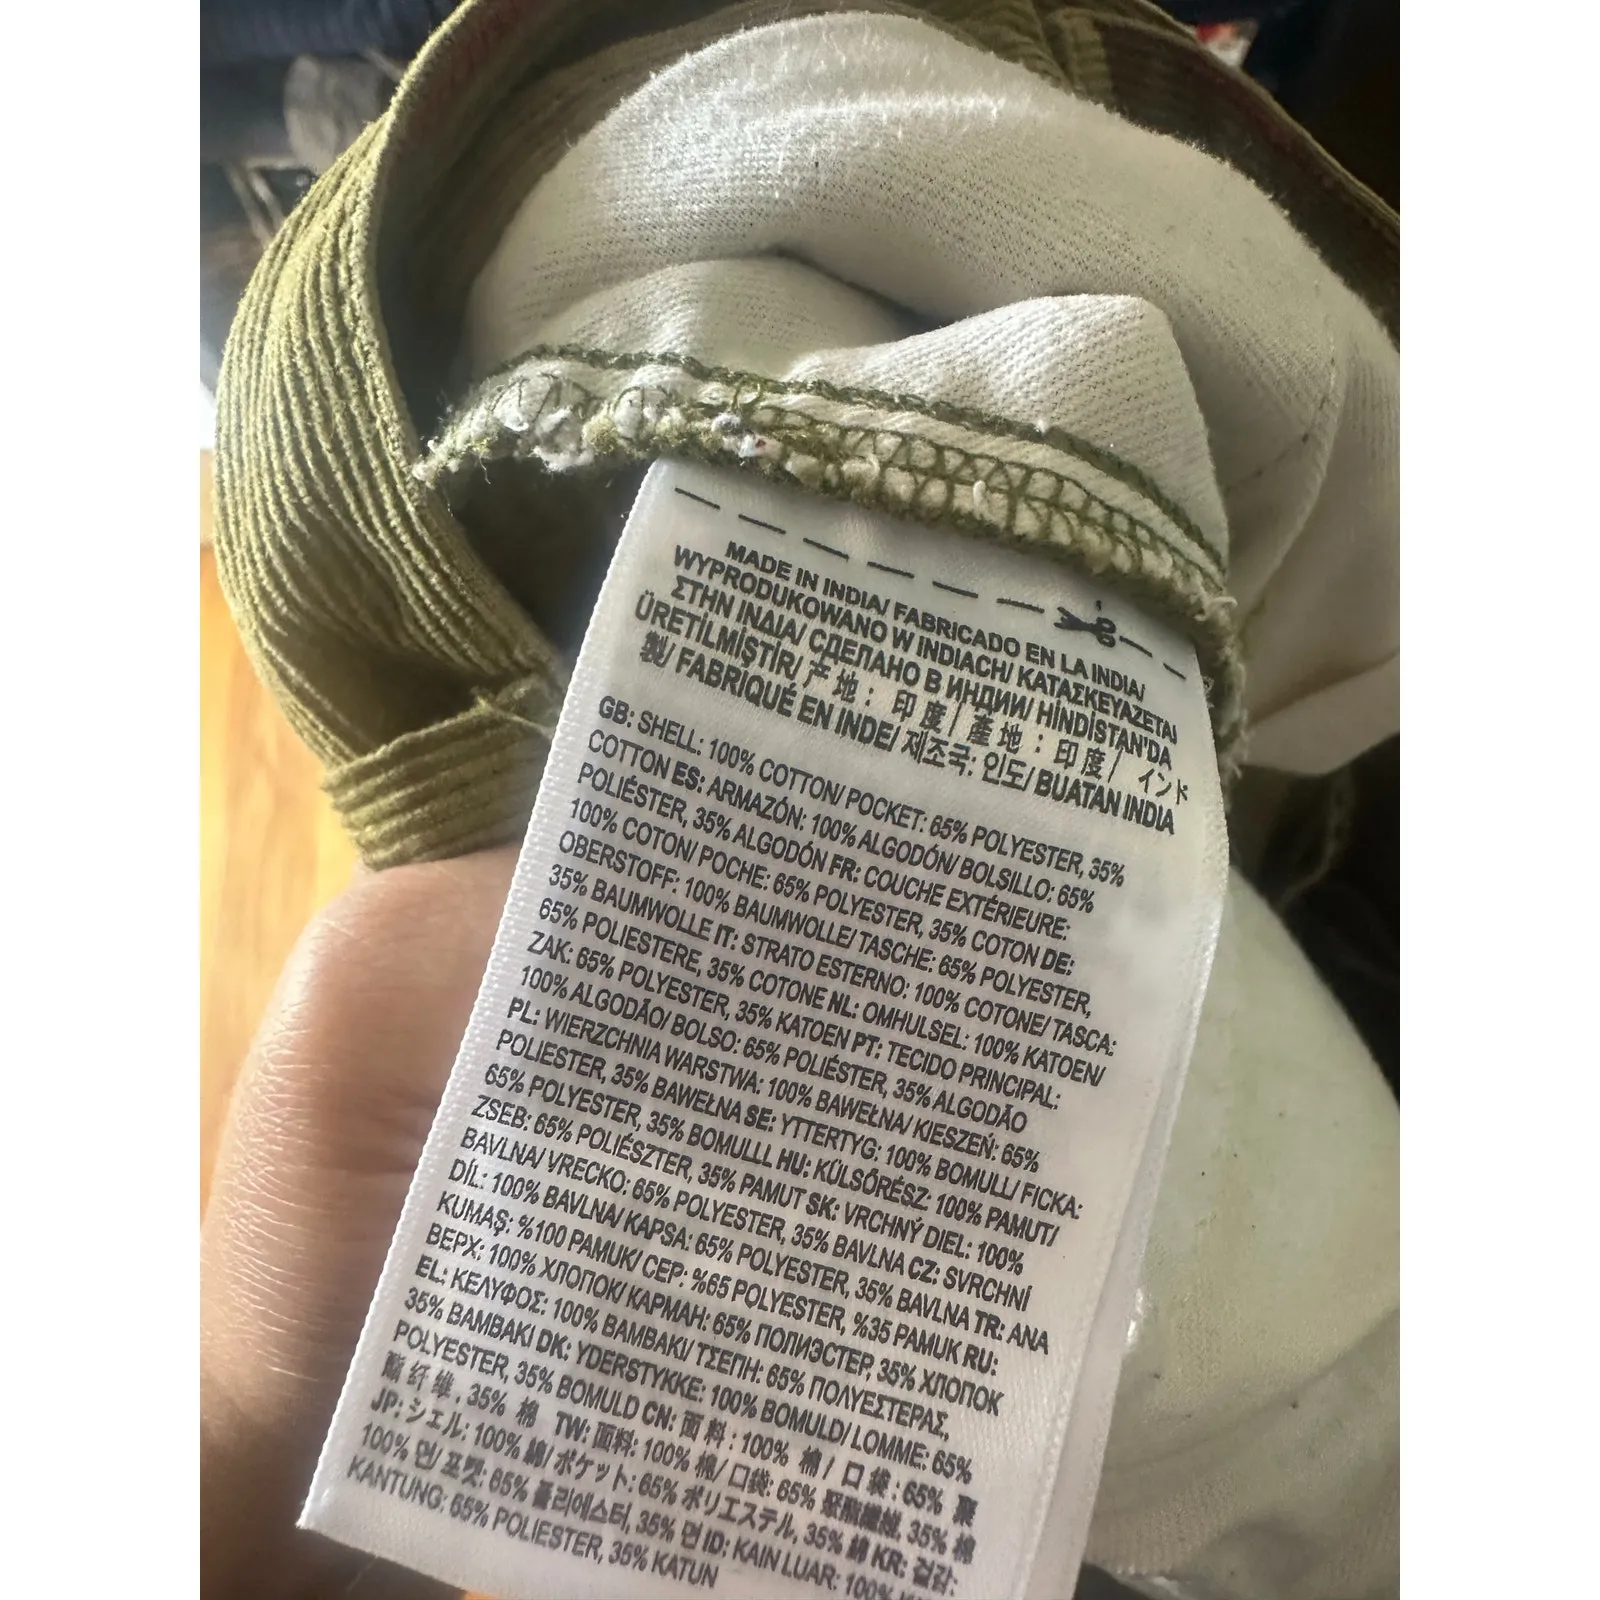 MADE IN INDIA/ FABRICADO EN LA INDIA/
WYPRODUKOWANO W INDIACH/ ΚΑΤΑΣΚΕΥΑΖΕΤΑΙ
ΣΤΗΝ ΙΝΔΙΑ/ СДЕЛАНО В ИНДИИ/ HİNDİSTAN'DA
ÜRETİLMİŞTİR/ 产地: 印度/ 產地: 印度/ インド
製/ FABRIQUÉ EN INDE/ 제조국: 인도/ BUATAN INDIA
GB: SHELL: 100% COTTON/ POCKET: 65% POLYESTER, 35%
COTTON ES: ARMAZÓN: 100% ALGODÓN/ BOLSILLO: 65%
POLIÉSTER, 35% ALGODÓN FR: COUCHE EXTÉRIEURE:
100% COTON/ POCHE: 65% POLYESTER, 35% COTON DE:
OBERSTOFF: 100% BAUMWOLLE/ TASCHE: 65% POLYESTER,
35% BAUMWOLLE IT: STRATO ESTERNO: 100% COTONE/ TASCA:
65% POLIESTERE, 35% COTONE NL: OMHULSEL: 100% KATOEN/
ZAK: 65% POLYESTER, 35% KATOEN PT: TECIDO PRINCIPAL:
100% ALGODÃO/ BOLSO: 65% POLIÉSTER, 35% ALGODÃO
PL: WIERZCHNIA WARSTWA: 100% BAWEŁNA/ KIESZEŃ: 65%
POLIESTER, 35% BAWEŁNA SE: YTTERTYG: 100% BOMULL/ FICKA:
65% POLYESTER, 35% BOMULLL HU: KÜLSŐRÉSZ: 100% PAMUT/
ZSEB: 65% POLIÉSZTER, 35% PAMUT SK: VRCHNÝ DIEL: 100%
BAVLNA/ VRECKO: 65% POLYESTER, 35% BAVLNA CZ: SVRCHNÍ
DÍL: 100% BAVLNA/ KAPSA: 65% POLYESTER, 35% BAVLNA TR: ANA
KUMAŞ: %100 PAMUK/ CEP: %65 POLYESTER, %35 PAMUK RU:
ВЕРХ: 100% ХЛОПОК/ КАРМАН: 65% ПОЛИЭСТЕР, 35% ХЛОПОК
EL: ΚΕΛΥΦΟΣ: 100% ΒΑΜΒΑΚΙ/ ΤΣΕΠΗ: 65% ΠΟΛΥΕΣΤΕΡΑΣ,
35% ΒΑΜΒΑΚΙ DK: YDERSTYKKE: 100% BOMULD/ LOMME: 65%
POLYESTER, 35% BOMULD CN: 面料: 100% 棉/ 口袋: 65% 聚
酯纤维, 35% 棉 TW: 面料: 100% 棉/ 口袋: 65% 聚酯纖維, 35% 棉
JP: シェル: 100% 綿/ ポケット: 65% ポリエステル, 35% 綿 KR: 겉감:
100% 면/ 포켓: 65% 폴리에스터, 35% 면 ID: KAIN LUAR: 100%
KANTUNG: 65% POLIESTER, 35% KATUN